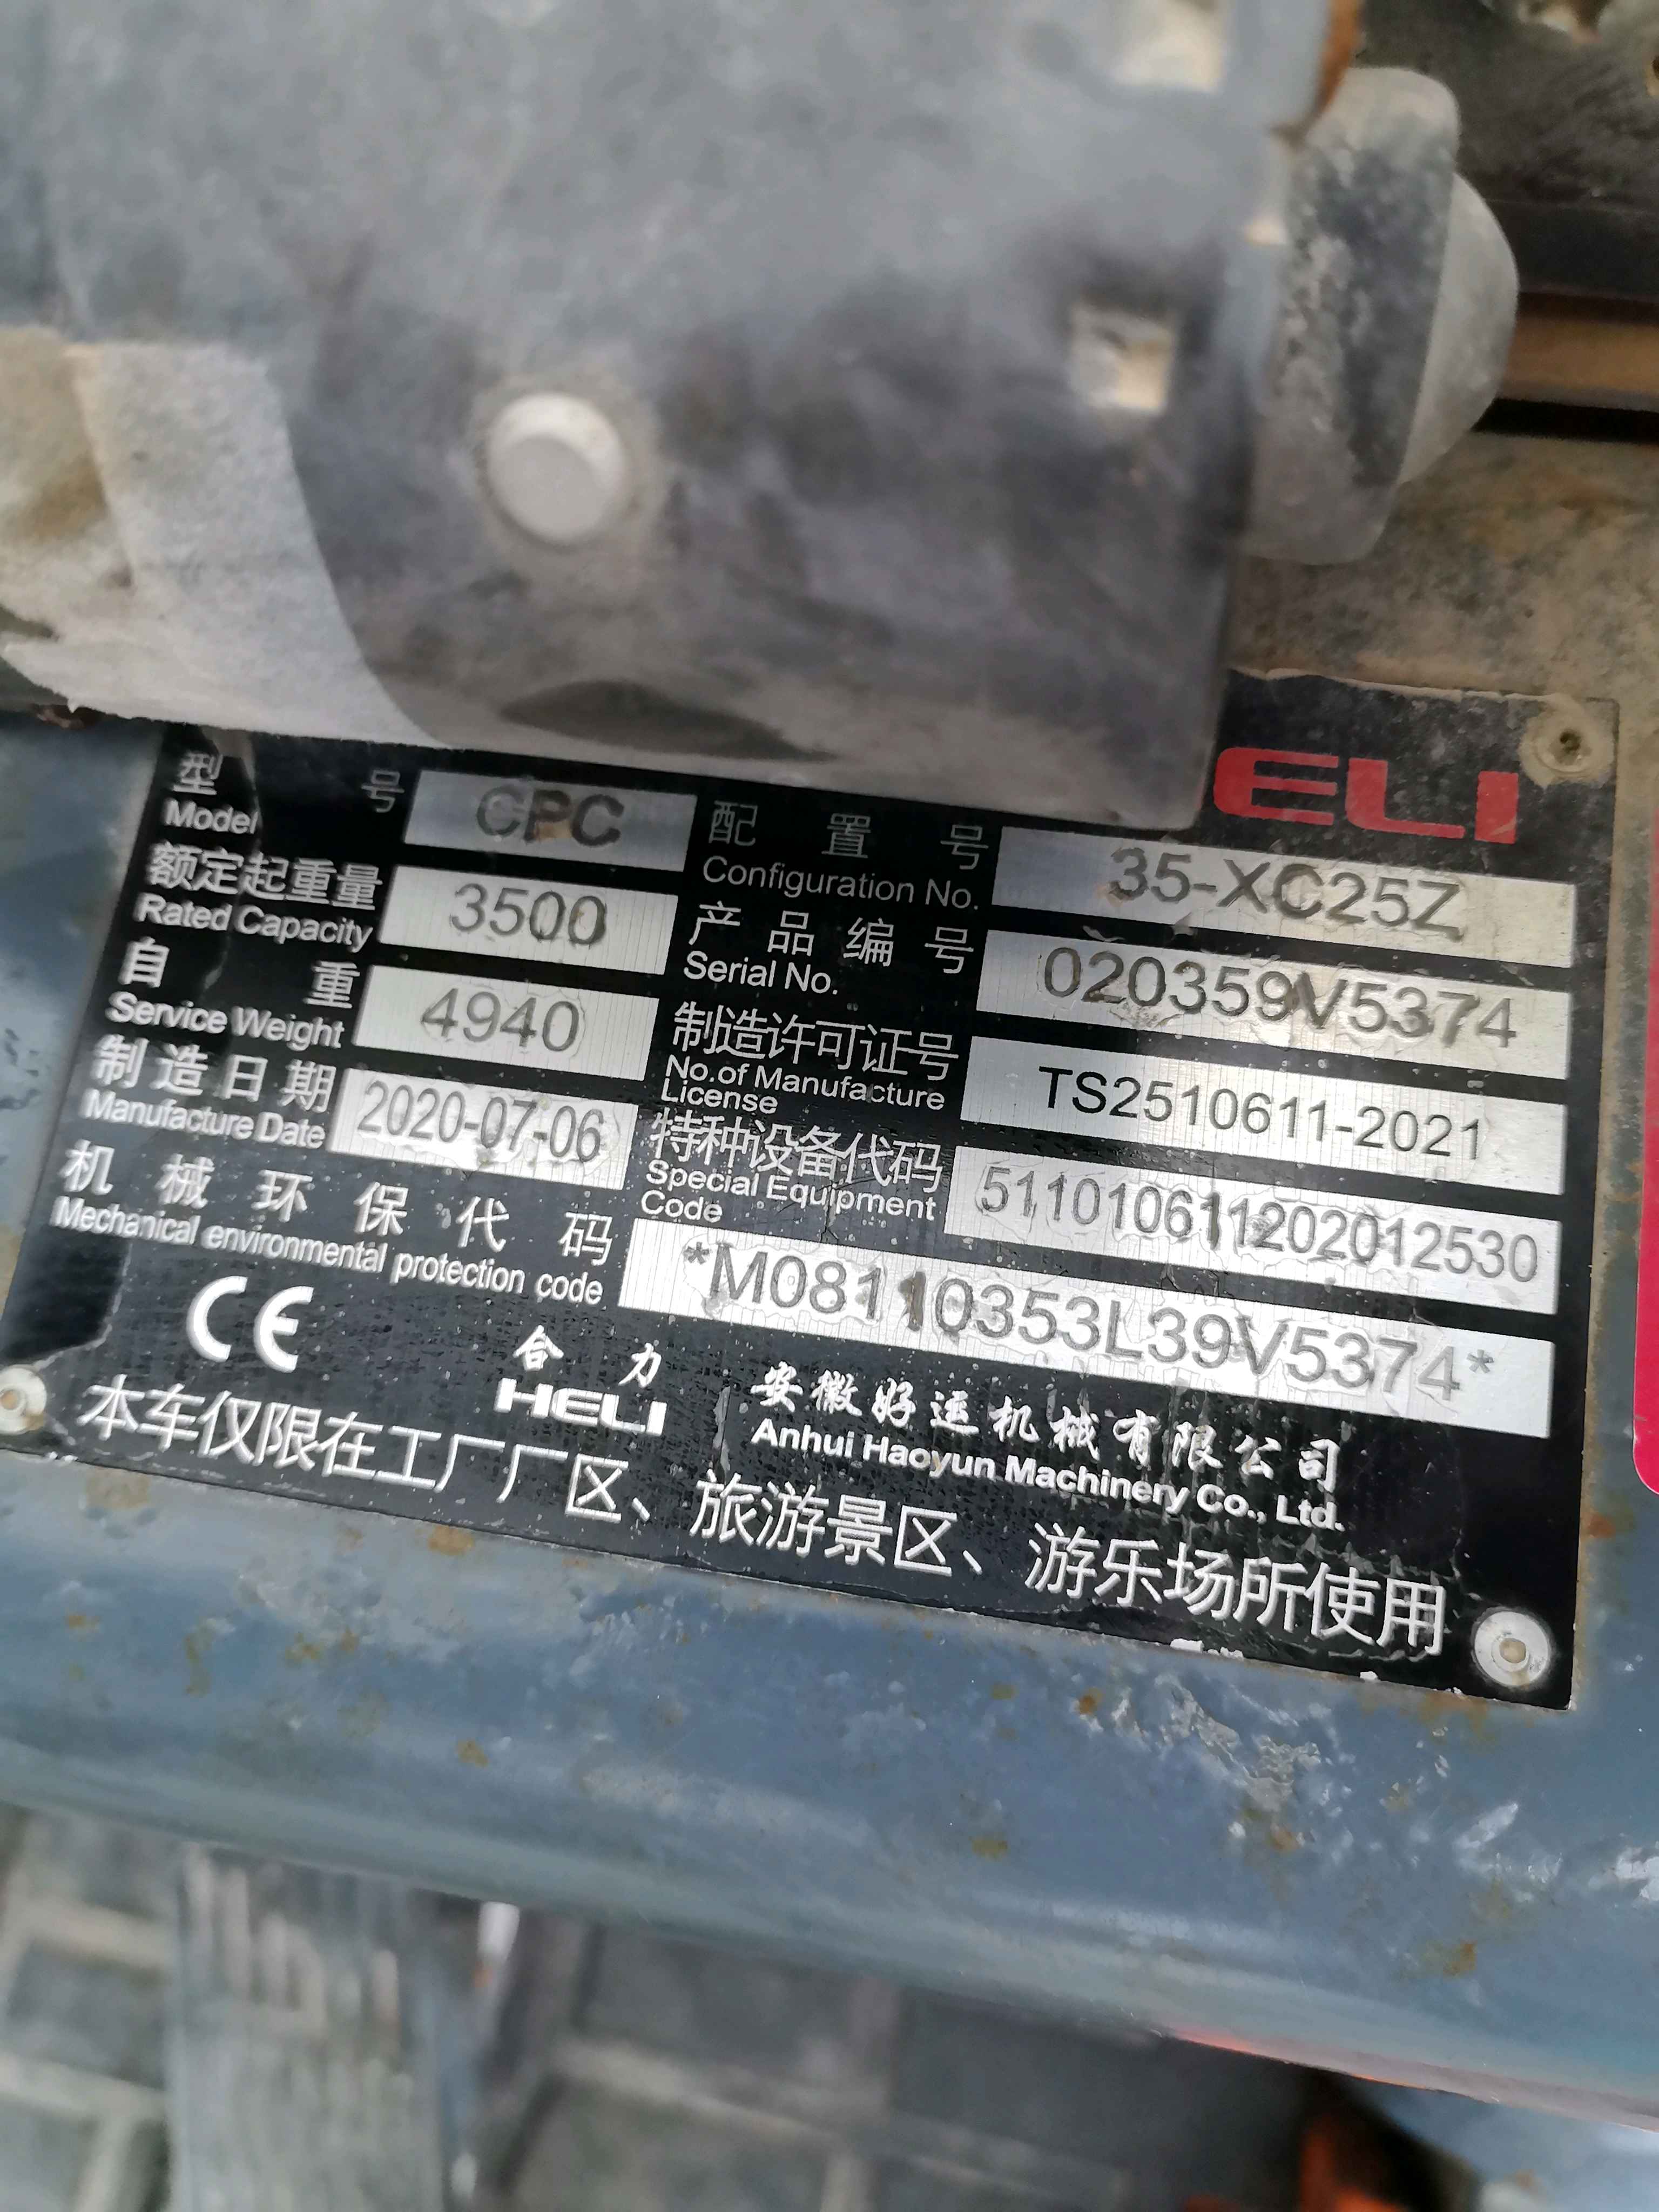 ELI
型 号 CPC 配 置 号 35-XC25Z
Model Configuration No.
额定起重量 3500 产 品 编 号 020359V5374
Rated Capacity Serial No.
自 重 4940 制造许可证号 TS2510611-2021
Service Weight No.of Manufacture License
制 造 日 期 2020-07-06 特种设备代码 511010611202012530
Manufacture Date Special Equipment Code
机 械 环 保 代 码 *M08110353L39V5374*
Mechanical environmental protection code
CE 合 力 安徽好运机械有限公司
HELI Anhui Haoyun Machinery Co., Ltd.
本车仅限在工厂厂区、旅游景区、游乐场所使用